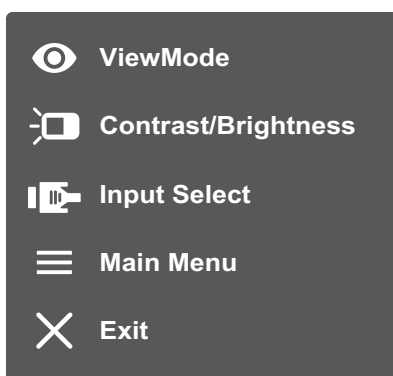 ViewMode
Contrast/Brightness
Input Select
Main Menu
Exit